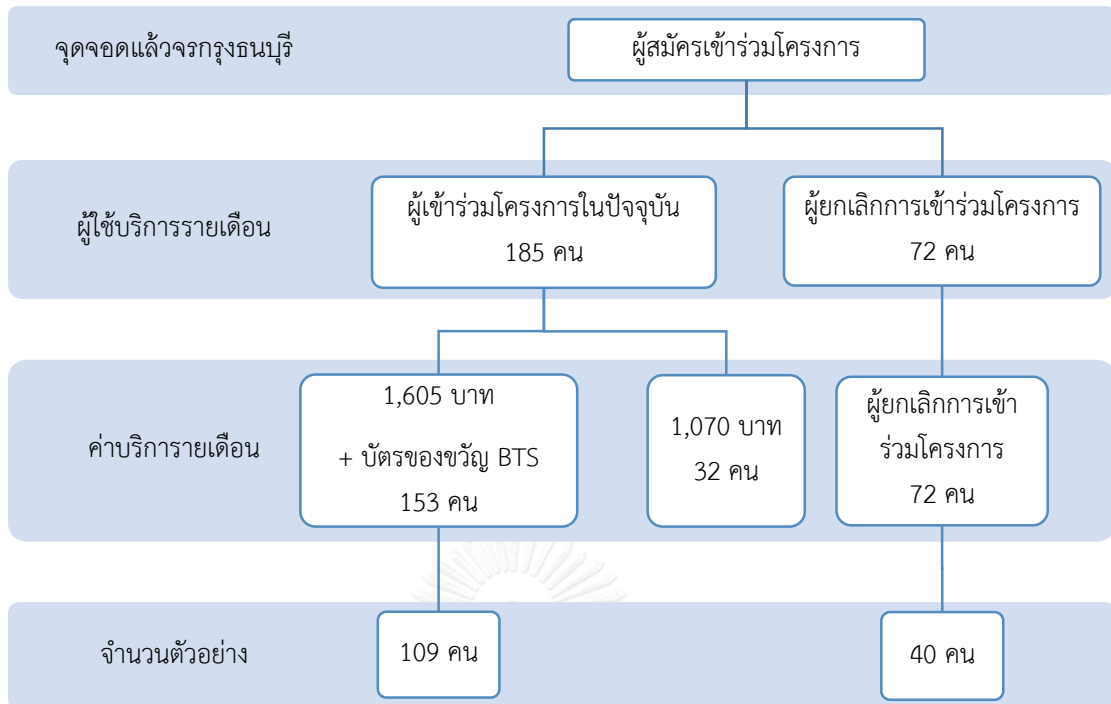 จุดจอดแล้วจรกรุงธนบุรี
ผู้สมัครเข้าร่วมโครงการ
ผู้ใช้บริการรายเดือน
ผู้เข้าร่วมโครงการในปัจจุบัน
185 คน
ผู้ยกเลิกการเข้าร่วมโครงการ
72 คน
ค่าบริการายเดือน
1,605 บาท
+ บัตรของขวัญ BTS
153 คน
1,070 บาท
32 คน
ผู้ยกเลิกการเข้า
ร่วมโครงการ
72 คน
จำนวนตัวอย่าง
109 คน
40 คน